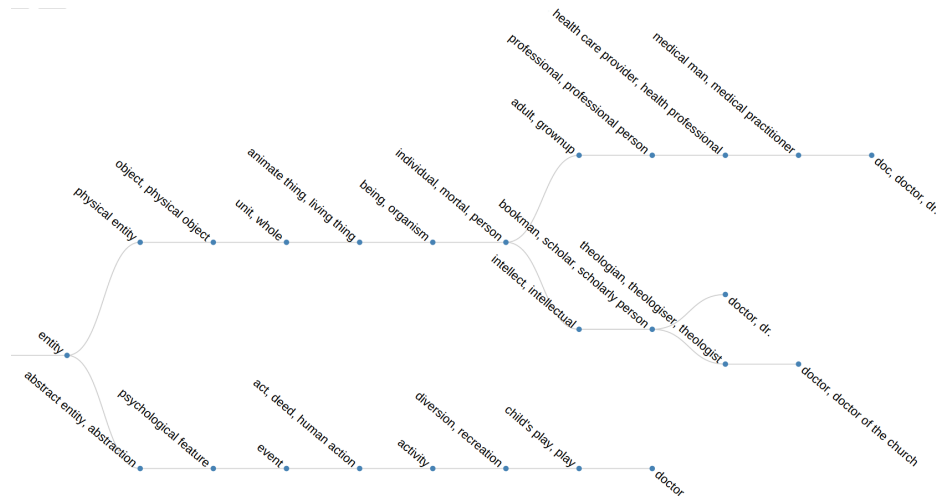 health care provider, health professional
medical man, medical practitioner
professional, professional person
adult, grownup
doc, doctor, dr.
individual, mortal, person
animate thing, living thing
object, physical object
being, organism
physical entity
unit, whole
bookman, scholar, scholarly person
theologian, theologiser, theologist
intellect, intellectual
doctor, dr.
entity
doctor, doctor of the church
abstract entity, abstraction
psychological feature
act, deed, human action
diversion, recreation
child's play, play
event
activity
doctor